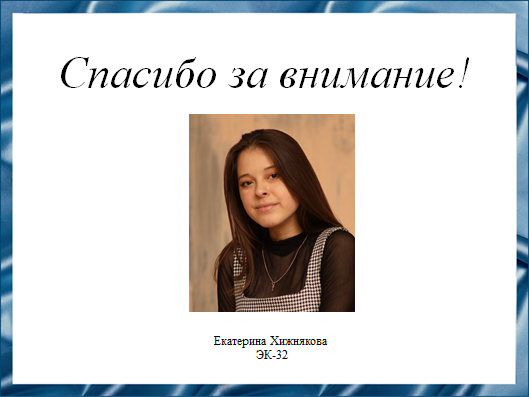 Спасибо за внимание!
Екатерина Хижнякова
ЭК-32